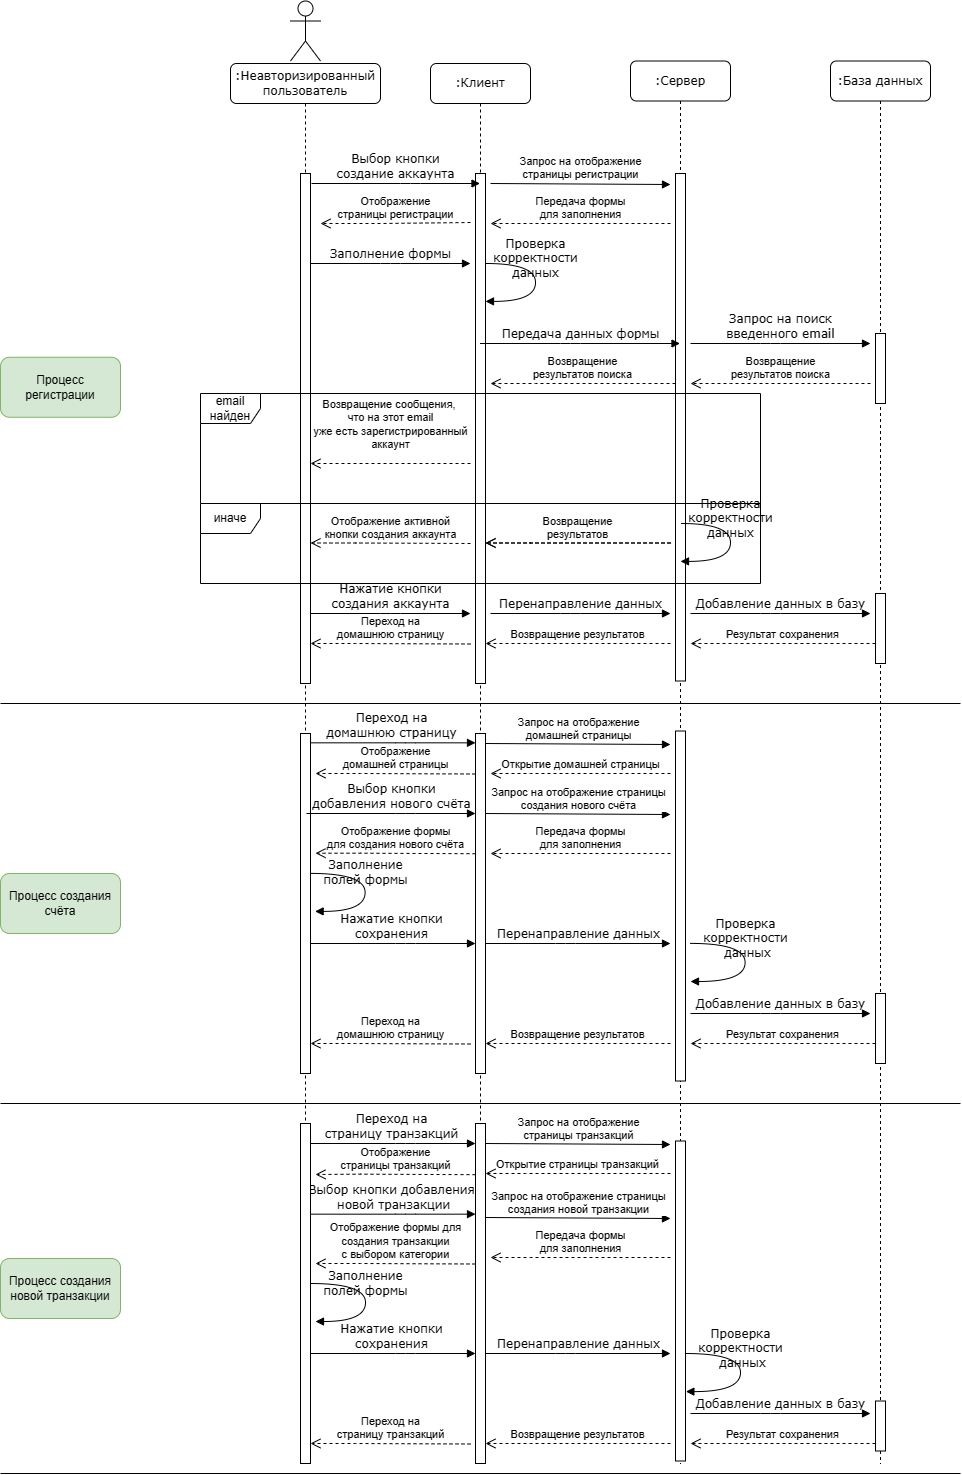 :Неавторизированный
пользователь
:Клиент
:Сервер
:База данных
Выбор кнопки
создание аккаунта
Запрос на отображение
страницы регистрации
Отображение
страницы регистрации
Передача формы
для заполнения
Заполнение формы
Проверка
корректности
данных
Передача данных формы
Запрос на поиск
введенного email
Процесс
регистрации
Возвращение
результатов поиска
Возвращение
результатов поиска
email
найден
Возвращение сообщения,
что на этот email
уже есть зарегистрированный
аккаунт
иначе
Отображение активной
кнопки создания аккаунта
Возвращение
результатов
Проверка
корректности
данных
Нажатие кнопки
создания аккаунта
Перенаправление данных
Добавление данных в базу
Переход на
домашнюю страницу
Возвращение результатов
Результат сохранения
Переход на
домашнюю страницу
Запрос на отображение
домашней страницы
Отображение
домашней страницы
Открытие домашней страницы
Выбор кнопки
добавления нового счёта
Запрос на отображение страницы
создания нового счёта
Отображение формы
для создания нового счёта
Передача формы
для заполнения
Заполнение
полей формы
Процесс создания
счёта
Нажатие кнопки
сохранения
Перенаправление данных
Проверка
корректности
данных
Добавление данных в базу
Переход на
домашнюю страницу
Возвращение результатов
Результат сохранения
Переход на
страницу транзакций
Запрос на отображение
страницы транзакций
Отображение
страницы транзакций
Открытие страницы транзакций
Выбор кнопки добавления
новой транзакции
Запрос на отображение страницы
создания новой транзакции
Отображение формы для
создания транзакции
с выбором категории
Передача формы
для заполнения
Процесс создания
новой транзакции
Заполнение
полей формы
Нажатие кнопки
сохранения
Перенаправление данных
Проверка
корректности
данных
Добавление данных в базу
Переход на
страницу транзакций
Возвращение результатов
Результат сохранения